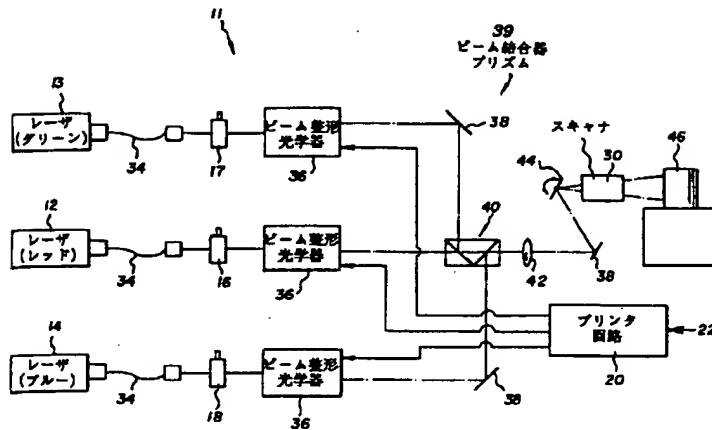 11
39
ビーム結合器
プリズム
13
レーザ
(グリーン)
34
17
ビーム整形
光学器
36
38
スキャナ
44
30
46
12
レーザ
(レッド)
34
16
ビーム整形
光学器
36
40
42
38
14
レーザ
(ブルー)
34
18
ビーム整形
光学器
36
38
プリンタ
回路
20
22